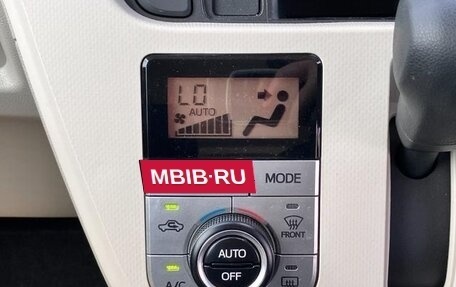 LO
AUTO
MBIB-RU
MODE
FRONT
AUTO
OFF
A/C